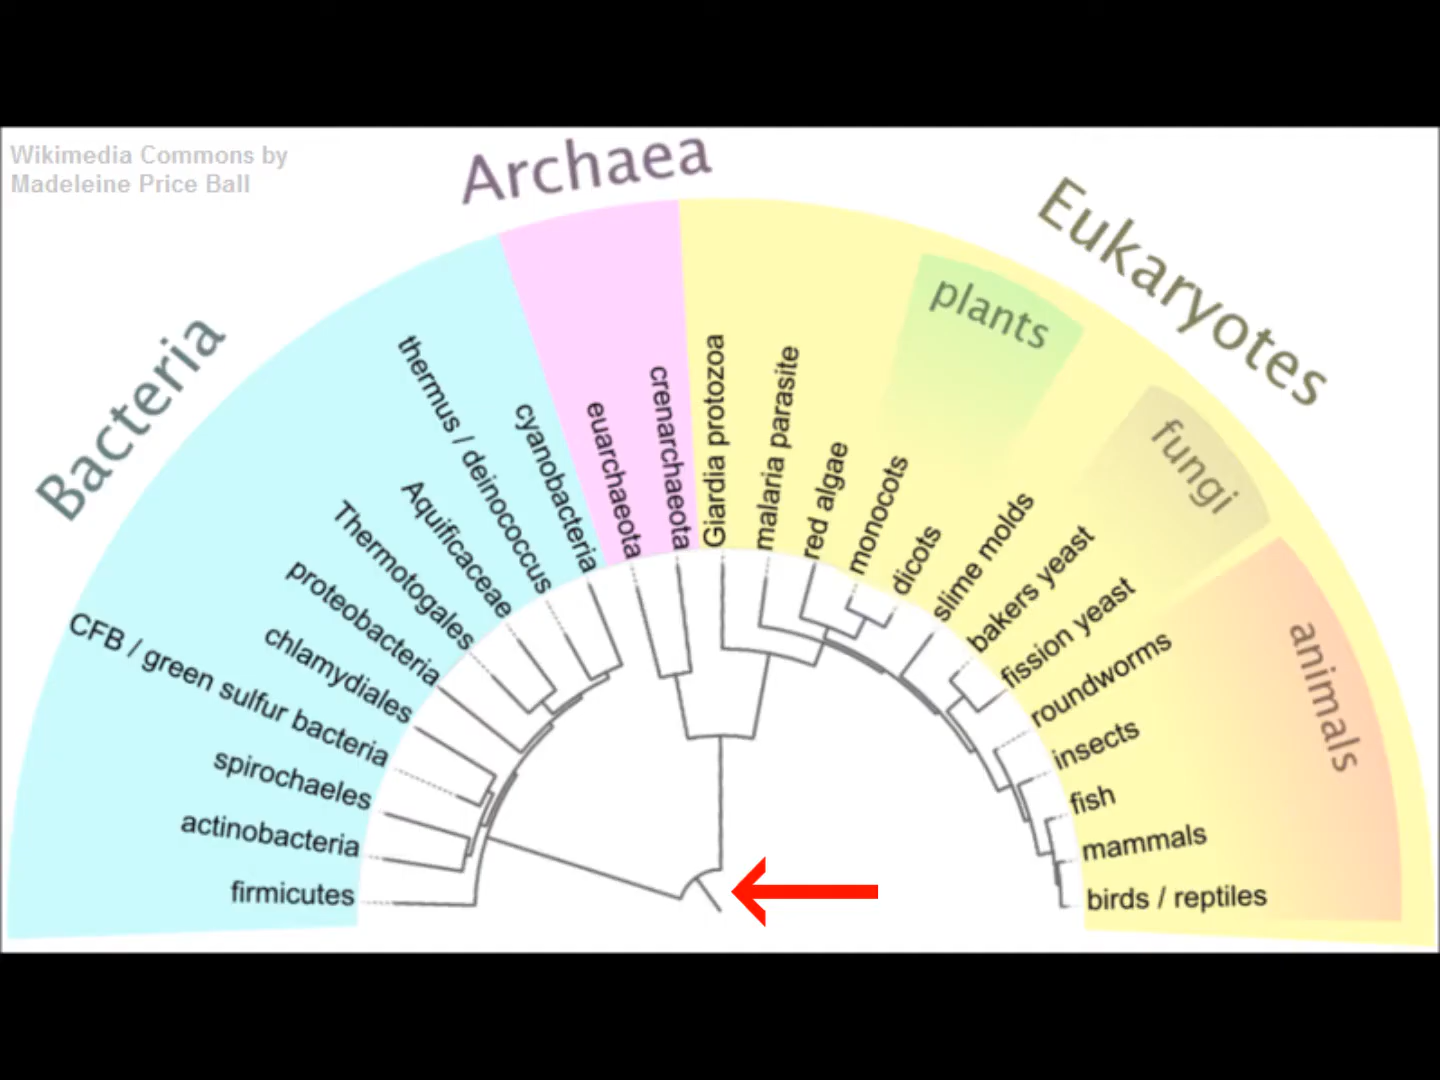 Wikimedia Commons by
Madeleine Price Ball
Bacteria
Archaea
Eukaryotes
plants
fungi
animals
firmicutes
actinobacteria
spirochaeles
CFB / green sulfur bacteria
chlamydiales
proteobacteria
Thermotogales
Aquificaceae
thermus / deinococcus
cyanobacteria
euarchaeota
crenarchaeota
Giardia protozoa
malaria parasite
red algae
monocots
dicots
slime molds
bakers yeast
fission yeast
roundworms
insects
fish
mammals
birds / reptiles